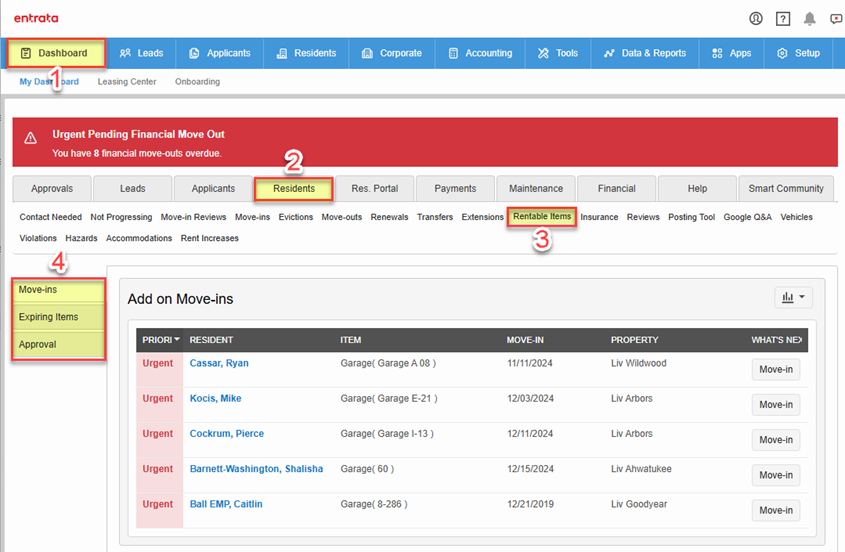 entrata
?
Dashboard Leads Applicants Residents Corporate Accounting Tools Data & Reports Apps Setup
1
My Dashboard Leasing Center Onboarding
Urgent Pending Financial Move Out
You have 8 financial move-outs overdue.
2
Approvals Leads Applicants Residents Res. Portal Payments Maintenance Financial Help Smart Community
Contact Needed Not Progressing Move-in Reviews Move-ins Evictions Move-outs Renewals Transfers Extensions Rentable Items Insurance Reviews Posting Tool Google Q&A Vehicles
3
Violations Hazards Accommodations Rent Increases
4
Move-ins
Expiring Items
Approval
Add on Move-ins
PRIORI RESIDENT ITEM MOVE-IN PROPERTY WHAT'S NEX
Urgent Cassar, Ryan Garage( Garage A 08 ) 11/11/2024 Liv Wildwood Move-in
Urgent Kocis, Mike Garage( Garage E-21 ) 12/03/2024 Liv Arbors Move-in
Urgent Cockrum, Pierce Garage( Garage I-13 ) 12/11/2024 Liv Arbors Move-in
Urgent Barnett-Washington, Shalisha Garage( 60 ) 12/15/2024 Liv Ahwatukee Move-in
Urgent Ball EMP, Caitlin Garage( 8-286 ) 12/21/2019 Liv Goodyear Move-in